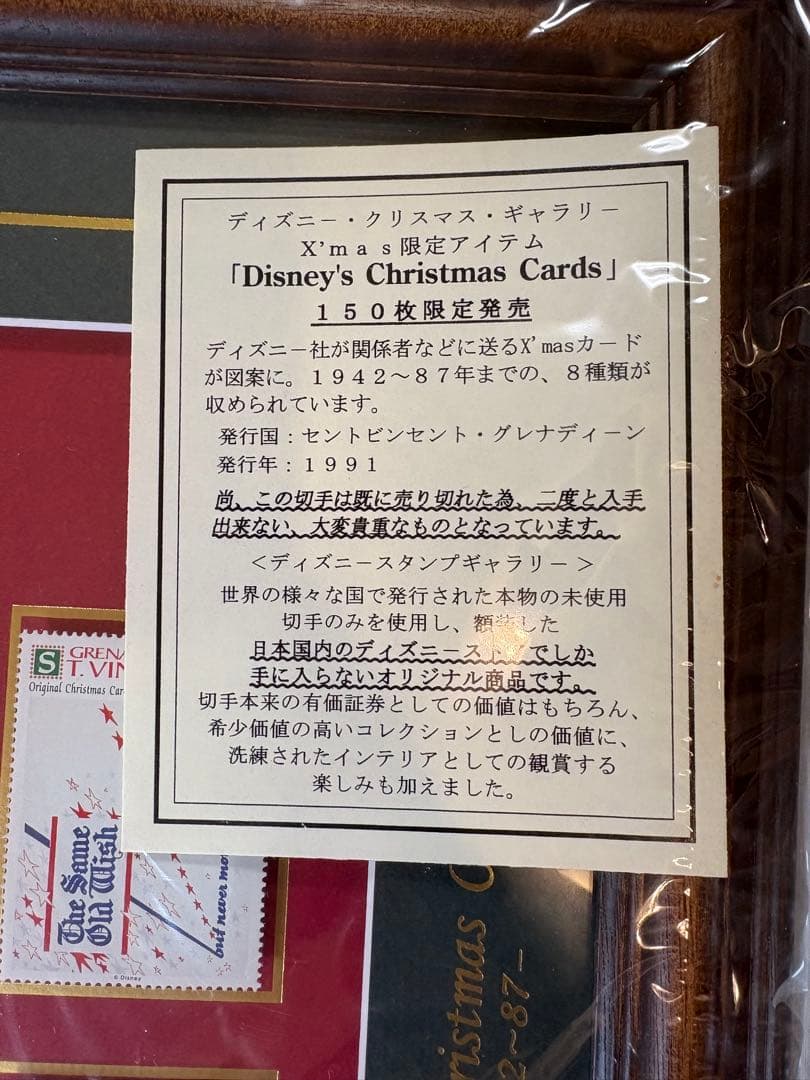 ディズニー・クリスマス・ギャラリー
X'mas限定アイテム
「Disney's Christmas Cards」
150枚限定発売
ディズニー社が関係者などに送るX'masカード
が図案に。1942～87年までの、8種類が
収められています。
発行国：セントビンセント・グレナディーン
発行年：1991
尚、この切手は既に売り切れた為、二度と入手
出来ない、大変貴重なものとなっています。
＜ディズニースタンプギャラリー＞
世界の様々な国で発行された本物の未使用
切手のみを使用し、額装した
日本国内のディズニースト でしか
手に入らないオリジナル商品です。
切手本来の有価証券としての価値はもちろん、
希少価値の高いコレクションとしの価値に、
洗練されたインテリアとしての観賞する
楽しみも加えました。
S
GRENA
ST. VIN
Original Christmas Car
The Same
Old Wish
but never mo
© Disney
ristmas C
2～87-